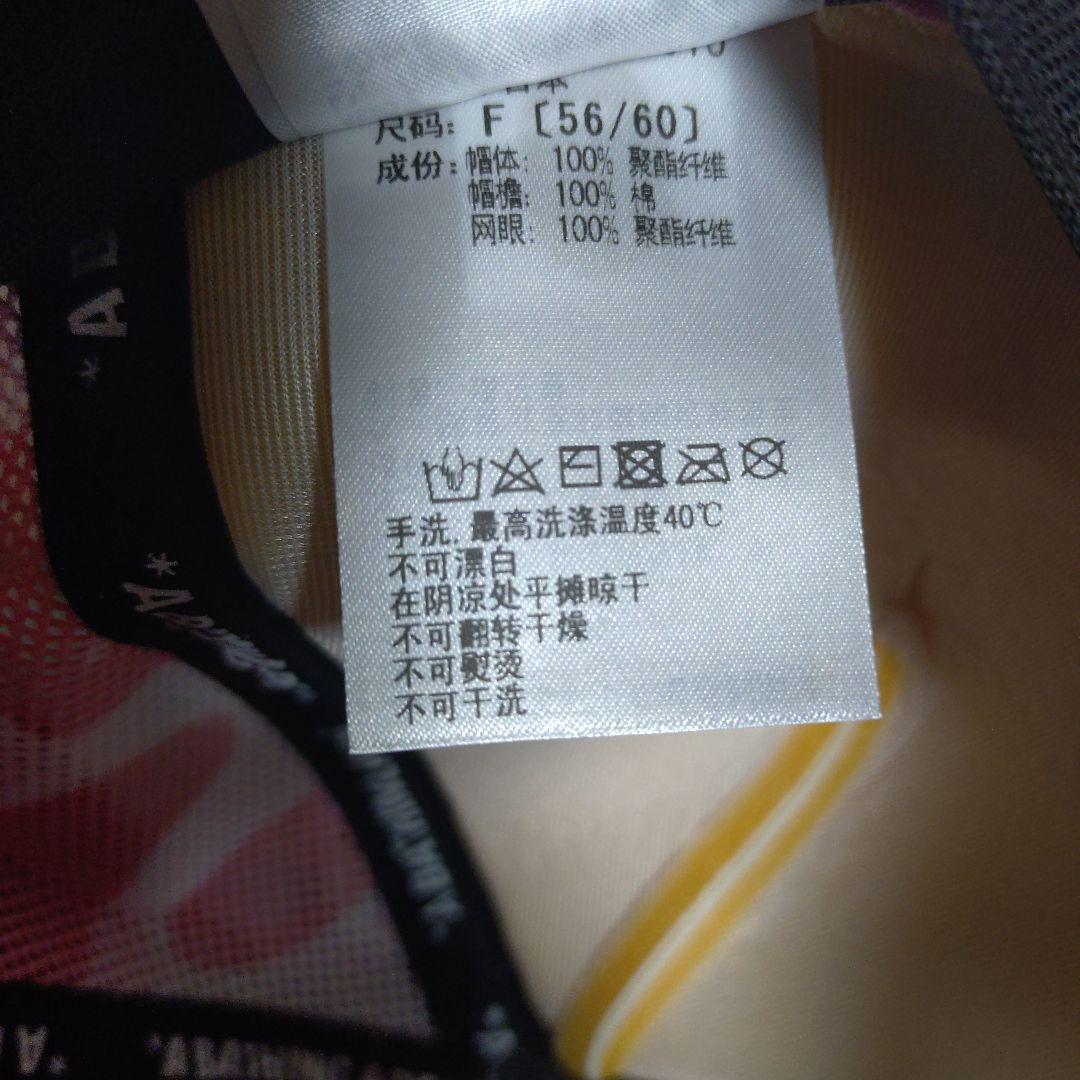 尺码: F [56/60]
成份: 帽体: 100% 聚酯纤维
帽檐: 100% 棉
网眼: 100% 聚酯纤维
手洗.最高洗涤温度40℃
不可漂白
在阴凉处平摊晾干
不可翻转干燥
不可熨烫
不可干洗